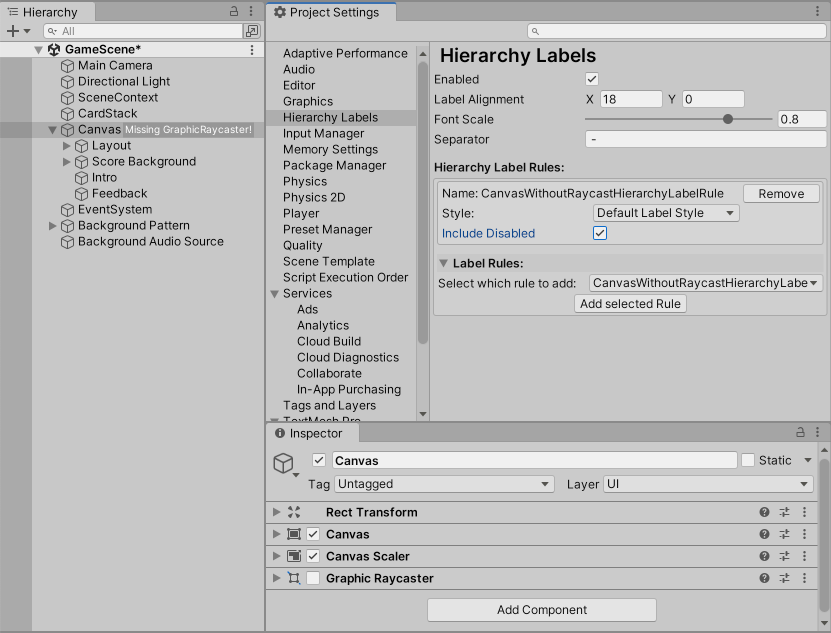 Hierarchy
All
GameScene*
Main Camera
Directional Light
SceneContext
CardStack
Canvas Missing GraphicRaycaster!
Layout
Score Background
Intro
Feedback
EventSystem
Background Pattern
Background Audio Source
Project Settings
Adaptive Performance
Audio
Editor
Graphics
Hierarchy Labels
Input Manager
Memory Settings
Package Manager
Physics
Physics 2D
Player
Preset Manager
Quality
Scene Template
Script Execution Order
Services
Ads
Analytics
Cloud Build
Cloud Diagnostics
Collaborate
In-App Purchasing
Tags and Layers
TextMesh Pro
Hierarchy Labels
Enabled
Label Alignment X 18 Y 0
Font Scale 0.8
Separator -
Hierarchy Label Rules:
Name: CanvasWithoutRaycastHierarchyLabelRule Remove
Style: Default Label Style
Include Disabled
Label Rules:
Select which rule to add: CanvasWithoutRaycastHierarchyLabe
Add selected Rule
Inspector
Canvas Static
Tag Untagged Layer UI
Rect Transform
Canvas
Canvas Scaler
Graphic Raycaster
Add Component